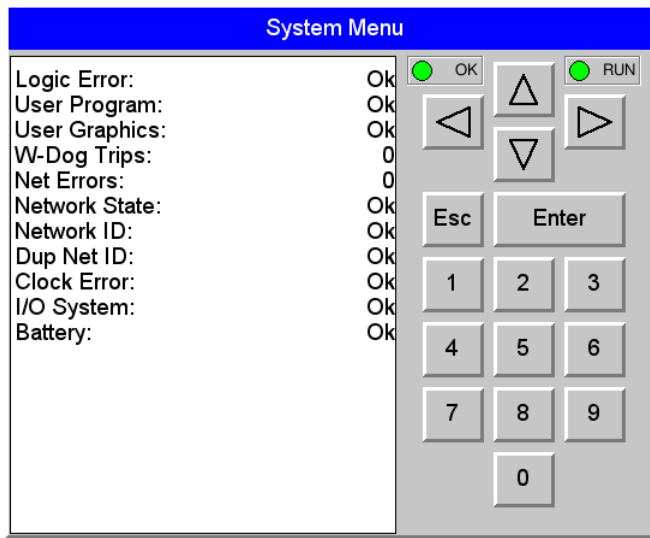 System Menu
Logic Error: Ok
User Program: Ok
User Graphics: Ok
W-Dog Trips: 0
Net Errors: 0
Network State: Ok
Network ID: Ok
Dup Net ID: Ok
Clock Error: Ok
I/O System: Ok
Battery: Ok
OK RUN
Esc Enter
1 2 3
4 5 6
7 8 9
0